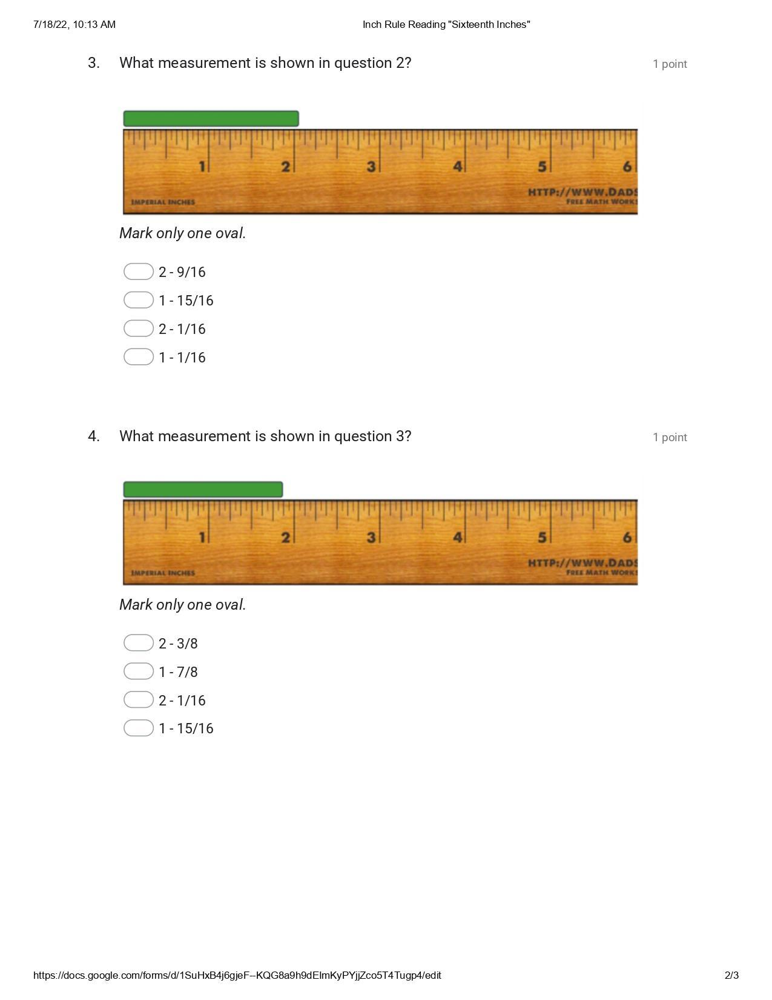 7/18/22, 10:13 AM
Inch Rule Reading "Sixteenth Inches"
3. What measurement is shown in question 2?
1 point
1 2 3 4 5 6
HTTP://WWW.DADS
IMPERIAL INCHES
FREE MATH WORKS
Mark only one oval.
2 - 9/16
1 - 15/16
2 - 1/16
1 - 1/16
4. What measurement is shown in question 3?
1 point
1 2 3 4 5 6
HTTP://WWW.DADS
IMPERIAL INCHES
FREE MATH WORKS
Mark only one oval.
2 - 3/8
1 - 7/8
2 - 1/16
1 - 15/16
https://docs.google.com/forms/d/1SuHxB4j6gjeF--KQG8a9h9dEImKyPYjjZco5T4Tugp4/edit
2/3